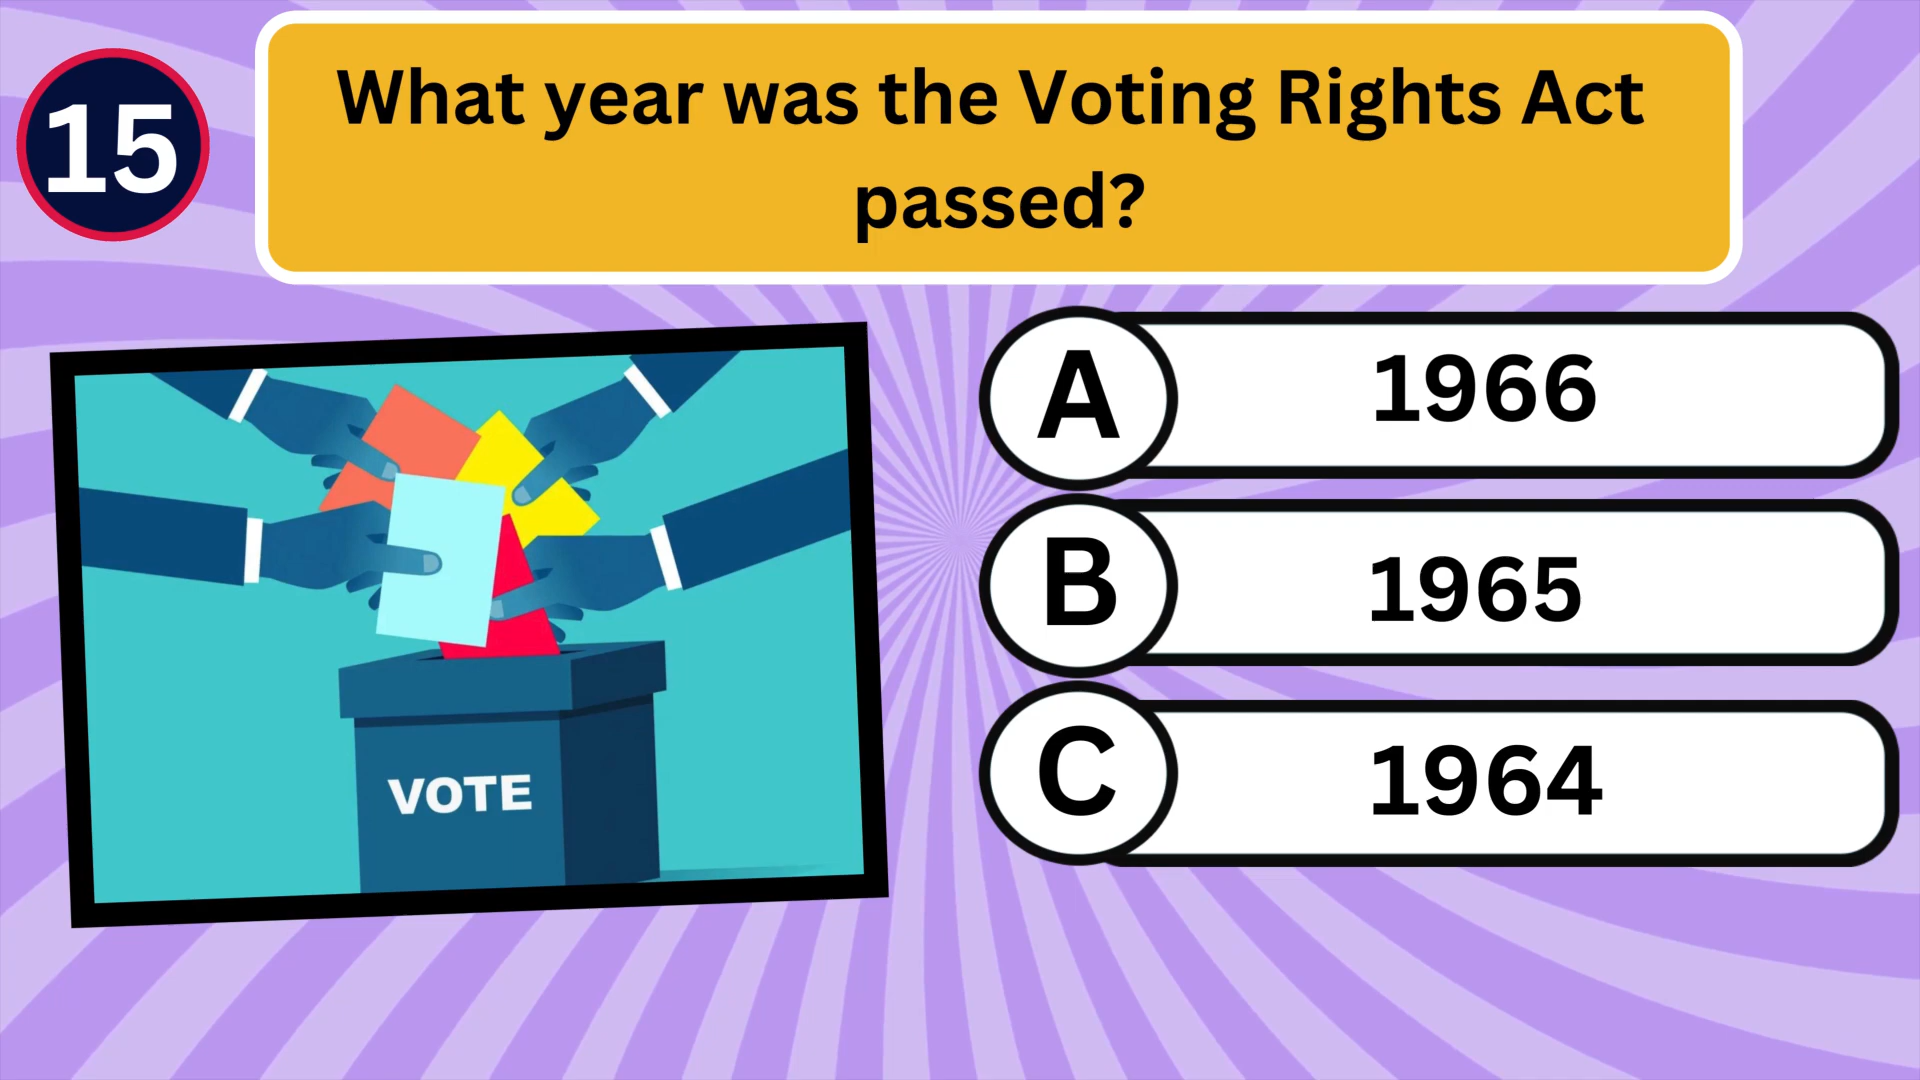 15
What year was the Voting Rights Act
passed?
A
1966
B
1965
C
1964
VOTE